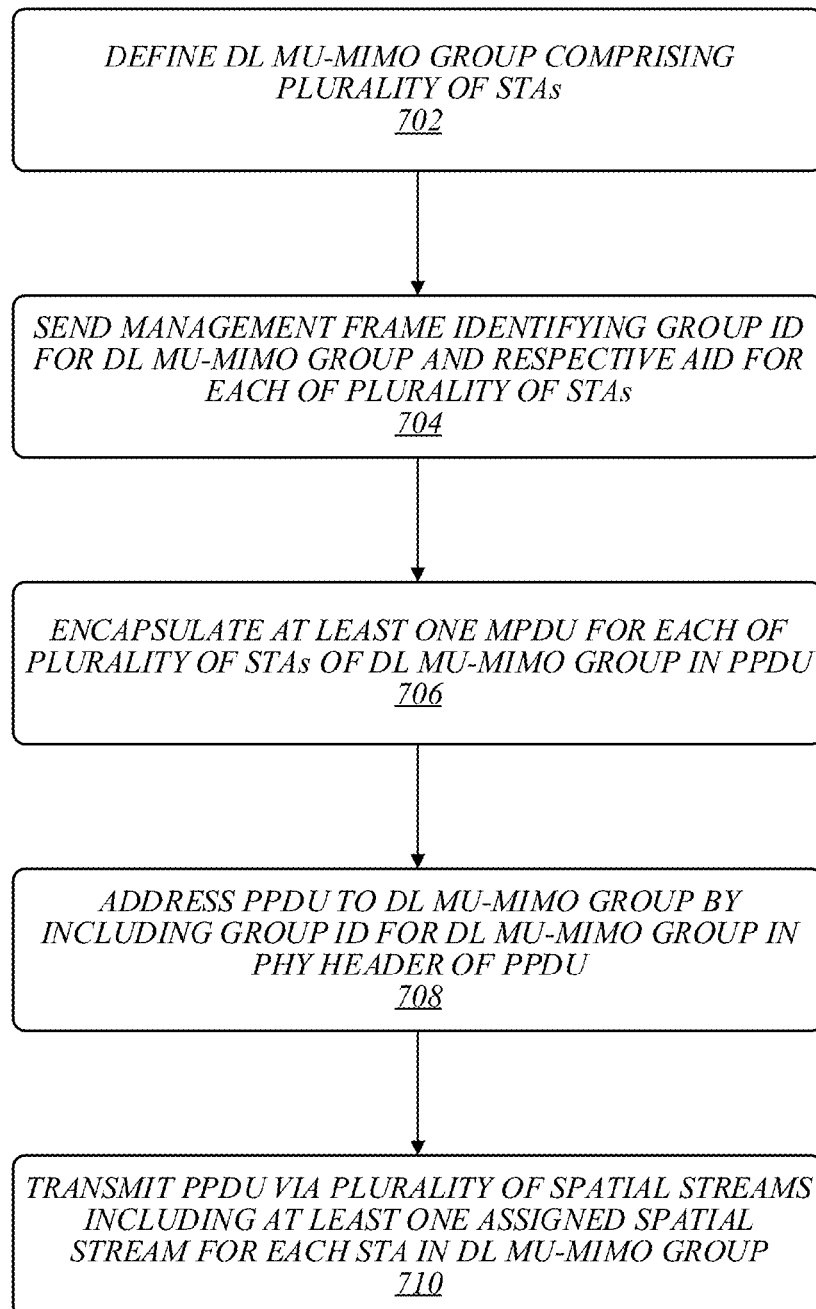 DEFINE DL MU-MIMO GROUP COMPRISING
PLURALITY OF STAs
702
SEND MANAGEMENT FRAME IDENTIFYING GROUP ID
FOR DL MU-MIMO GROUP AND RESPECTIVE AID FOR
EACH OF PLURALITY OF STAs
704
ENCAPSULATE AT LEAST ONE MPDU FOR EACH OF
PLURALITY OF STAs OF DL MU-MIMO GROUP IN PPDU
706
ADDRESS PPDU TO DL MU-MIMO GROUP BY
INCLUDING GROUP ID FOR DL MU-MIMO GROUP IN
PHY HEADER OF PPDU
708
TRANSMIT PPDU VIA PLURALITY OF SPATIAL STREAMS
INCLUDING AT LEAST ONE ASSIGNED SPATIAL
STREAM FOR EACH STA IN DL MU-MIMO GROUP
710